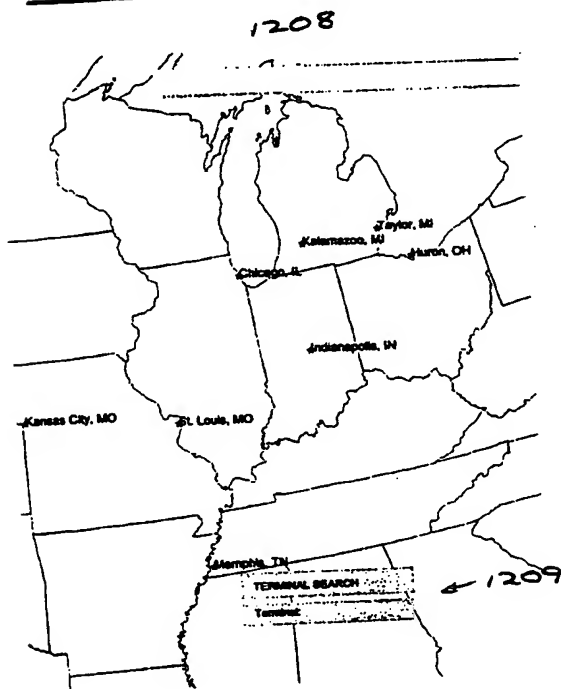 1208
Taylor, MI
Kalamazoo, MI
Huron, OH
Chicago, IL
Indianapolis, IN
Kansas City, MO
St. Louis, MO
Memphis, TN
TERMINAL SEARCH
1209
Terminal: